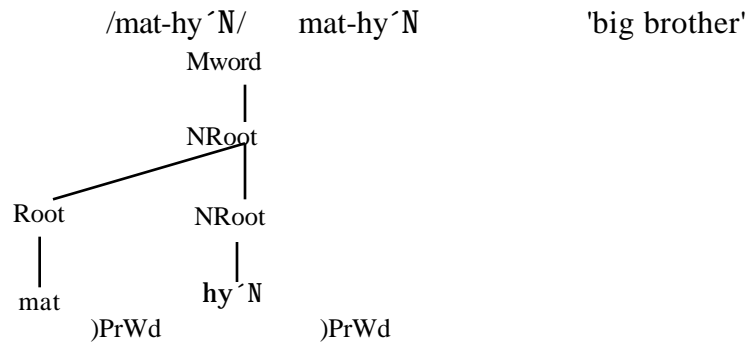 /mat-hy´N/ mat-hy´N 'big brother'
Mword
NRoot
Root NRoot
mat hy´N
)PrWd )PrWd